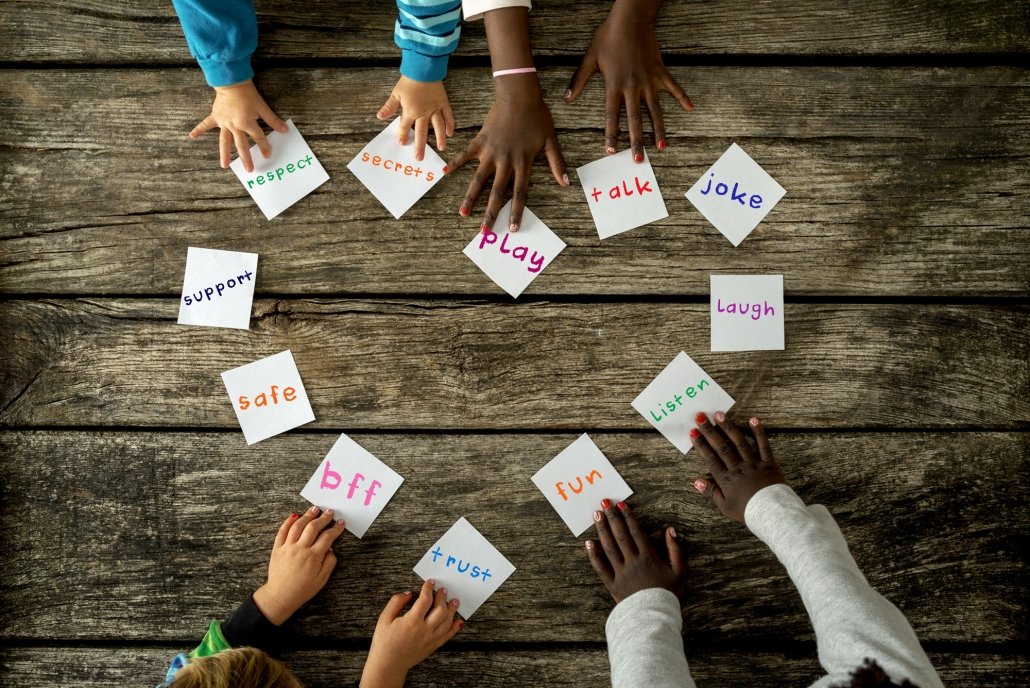 respect
secrets
talk
joke
play
support
laugh
safe
listen
bff
fun
trust